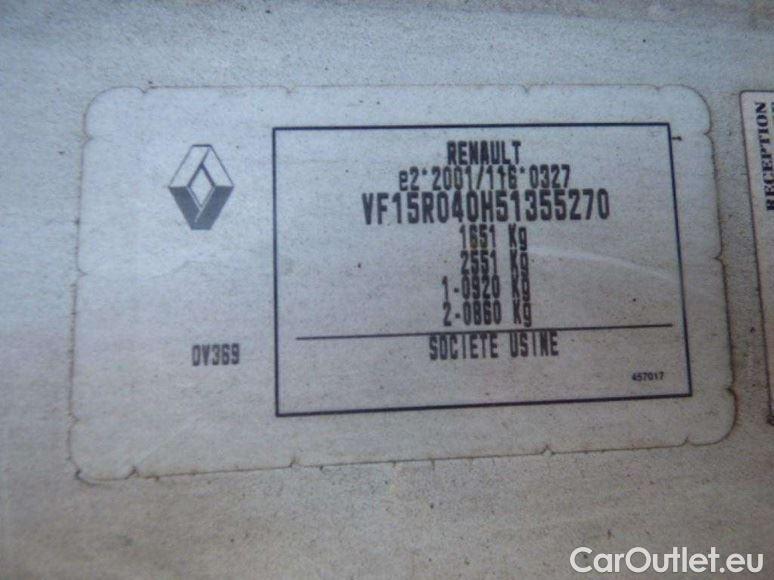 RENAULT
e2*2001/116*0327
VF15R040H51355270
1651 Kg
2551 Kg
1-0920 Kg
2-0860 Kg
SOCIETE USINE
DV369
457017
RECEPTION
CarOutlet.eu